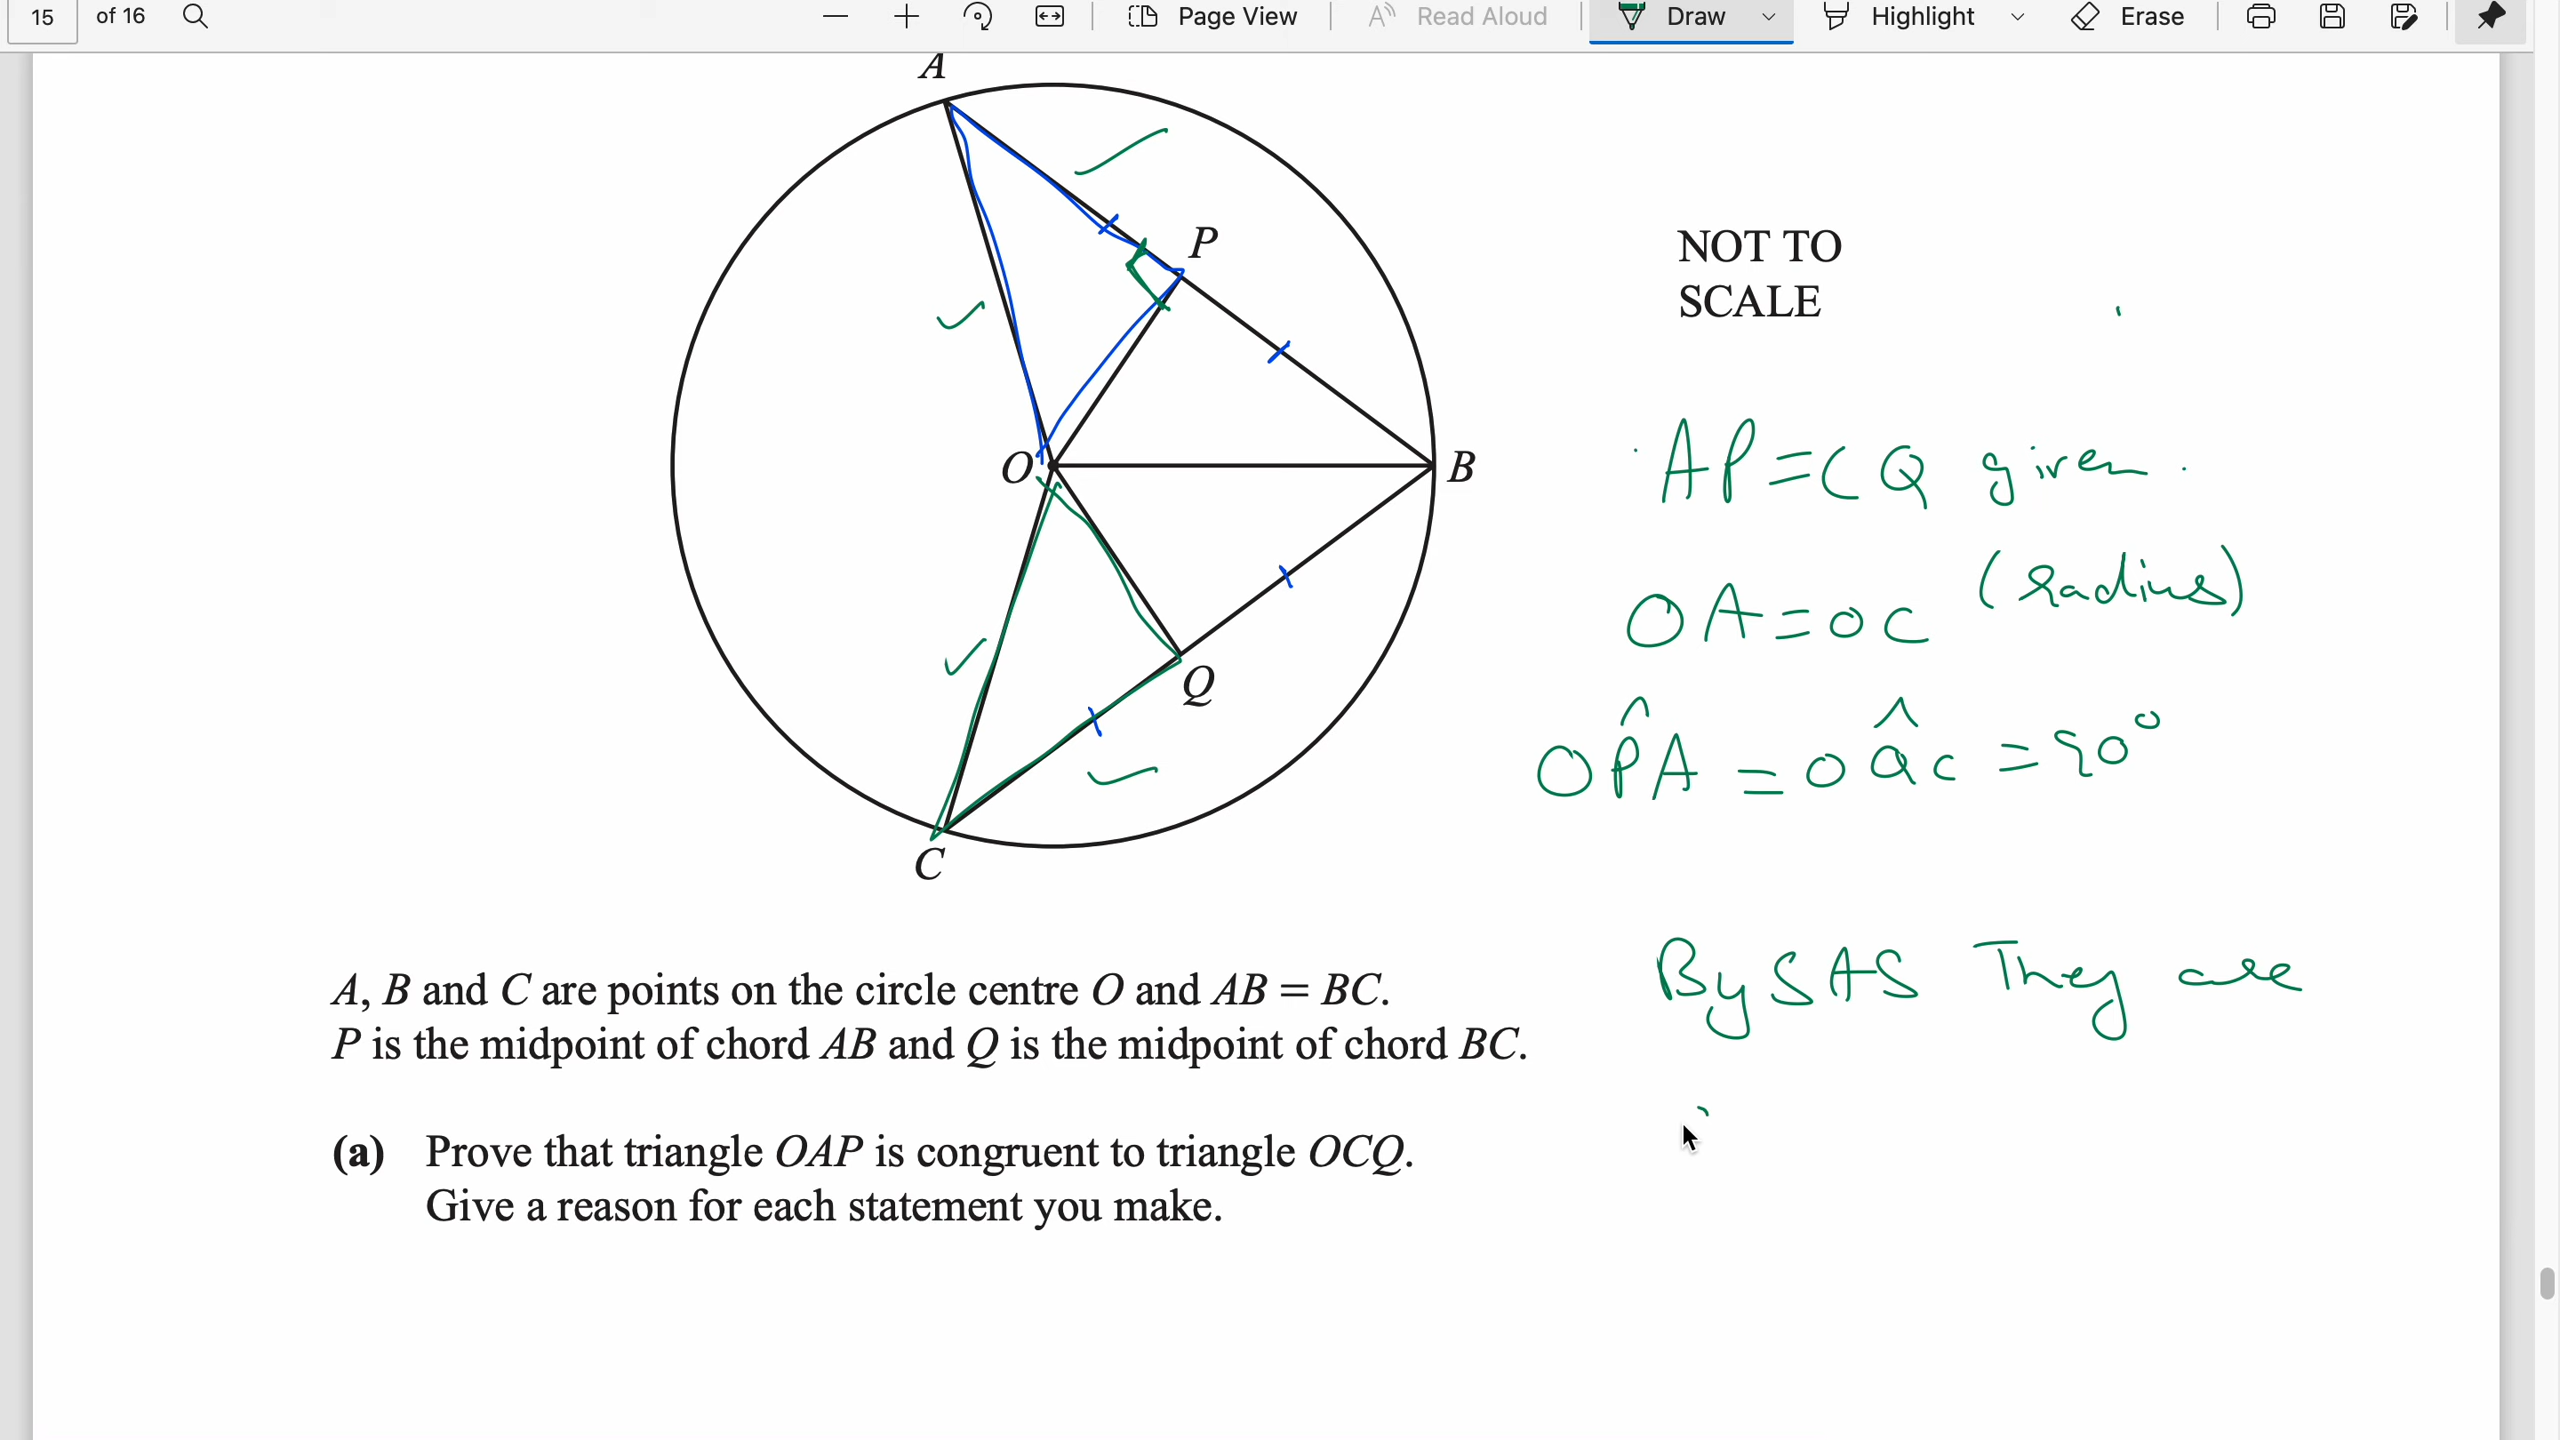 15 of 16 Page View Read Aloud Draw Highlight Erase
A
P
NOT TO
SCALE
O
B
AP = CQ given.
OA = OC (radius)
Q
OP̂A = OQ̂C = 90°
C
By SAS They are
A, B and C are points on the circle centre O and AB = BC.
P is the midpoint of chord AB and Q is the midpoint of chord BC.
(a) Prove that triangle OAP is congruent to triangle OCQ.
Give a reason for each statement you make.